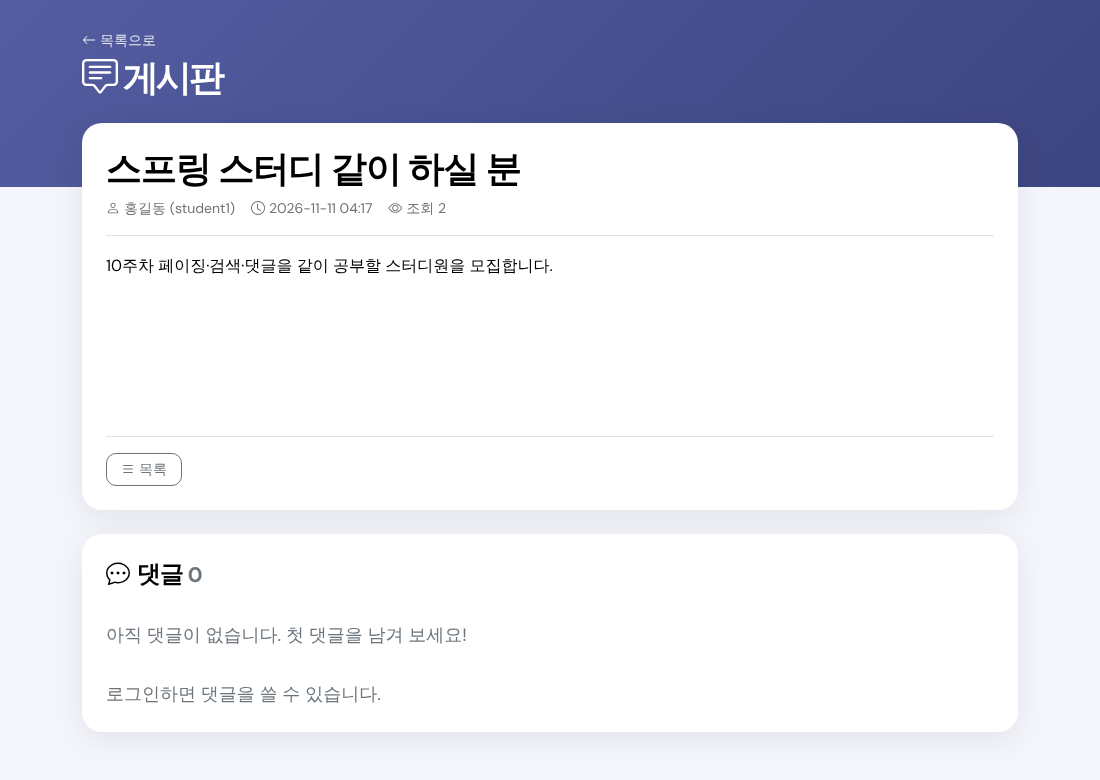 ← 목록으로
게시판
스프링 스터디 같이 하실 분
홍길동 (student1) 2026-11-11 04:17 조회 2
10주차 페이징·검색·댓글을 같이 공부할 스터디원을 모집합니다.
목록
댓글 0
아직 댓글이 없습니다. 첫 댓글을 남겨 보세요!
로그인하면 댓글을 쓸 수 있습니다.